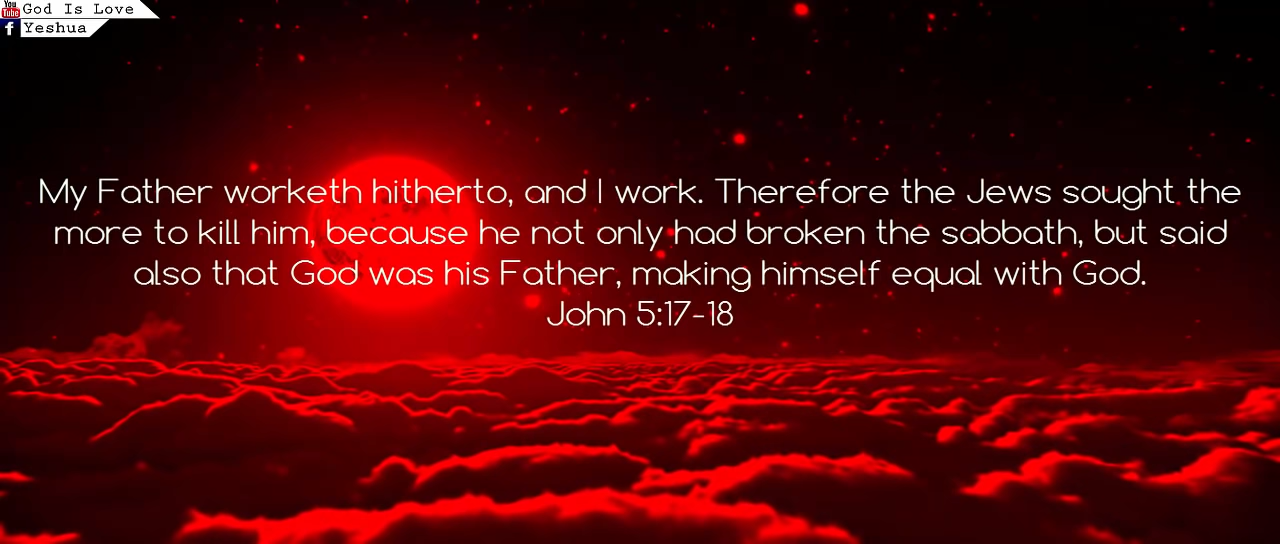 You
Tube
God Is Love
f Yeshua
My Father worketh hitherto, and I work. Therefore the Jews sought the
more to kill him, because he not only had broken the sabbath, but said
also that God was his Father, making himself equal with God.
John 5:17-18